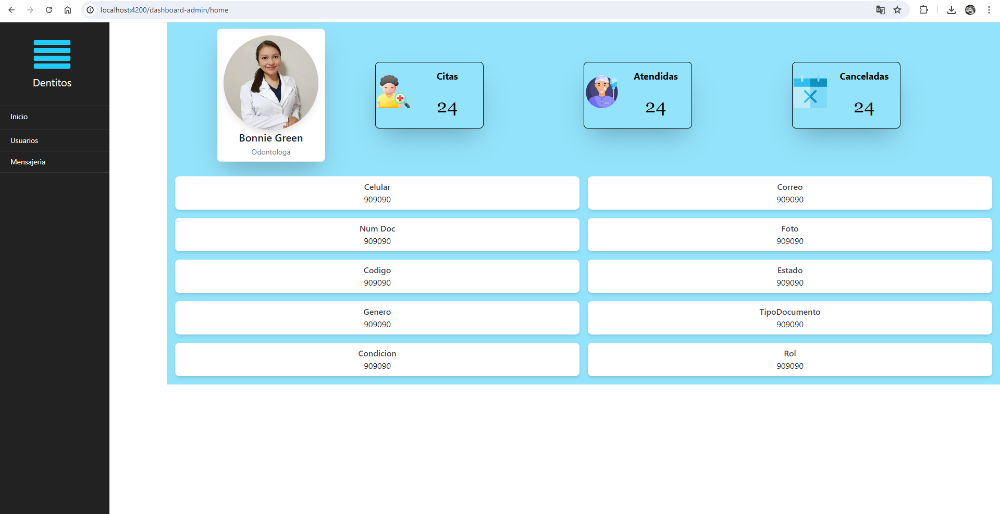 localhost:4200/dashboard-admin/home
Dentitos
Inicio
Usuarios
Mensajeria
Bonnie Green
Odontologa
Citas
24
Atendidas
24
Canceladas
24
Celular
909090
Correo
909090
Num Doc
909090
Foto
909090
Codigo
909090
Estado
909090
Genero
909090
TipoDocumento
909090
Condicion
909090
Rol
909090